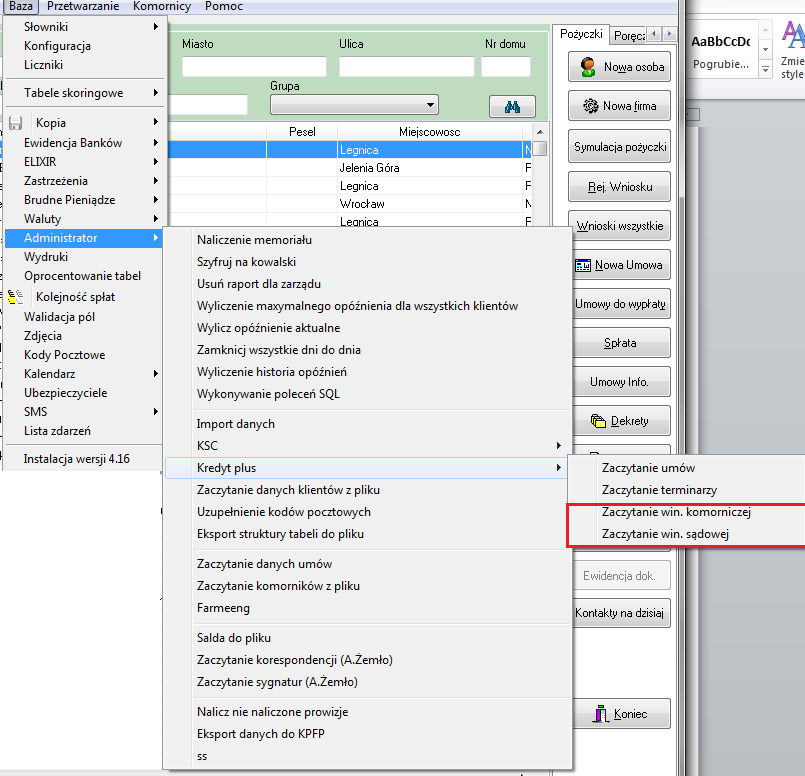 Baza Przetwarzanie Komornicy Pomoc
Słowniki
Konfiguracja
Liczniki
Tabele skoringowe
Kopia
Ewidencja Banków
ELIXIR
Zastrzeżenia
Brudne Pieniądze
Waluty
Administrator
Wydruki
Oprocentowanie tabel
Kolejność spłat
Walidacja pól
Zdjęcia
Kody Pocztowe
Kalendarz
Ubezpieczyciele
SMS
Lista zdarzeń
Instalacja wersji 4.16
Miasto Ulica Nr domu
Grupa
Pesel Miejscowosc
Legnica N
Jelenia Góra F
Legnica F
Wrocław N
Legnica F
Naliczenie memoriału
Szyfruj na kowalski
Usuń raport dla zarządu
Wyliczenie maxymalnego opóźnienia dla wszystkich klientów
Wylicz opóźnienie aktualne
Zamknicj wszystkie dni do dnia
Wyliczenie historia opóźnień
Wykonywanie poleceń SQL
Import danych
KSC
Kredyt plus
Zaczytanie danych klientów z pliku
Uzupełnienie kodów pocztowych
Eksport struktury tabeli do pliku
Zaczytanie danych umów
Zaczytanie komorników z pliku
Farmeeng
Salda do pliku
Zaczytanie korespondencji (A.Żemło)
Zaczytanie sygnatur (A.Żemło)
Nalicz nie naliczone prowizje
Eksport danych do KPFP
ss
Zaczytanie umów
Zaczytanie terminarzy
Zaczytanie win. komorniczej
Zaczytanie win. sądowej
Pożyczki Poręcz
Nowa osoba
Nowa firma
Symulacja pożyczki
Rej. Wniosku
Wnioski wszystkie
Nowa Umowa
Umowy do wypłaty
Spłata
Umowy Info.
Dekrety
Ewidencja dok.
Kontakty na dzisiaj
Koniec
AaBbCcDc
Pogrubie...
Zmie
style